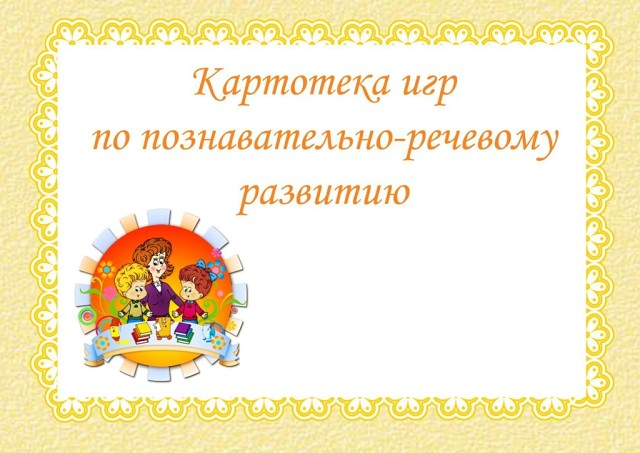 Картотека игр
по познавательно-речевому
развитию